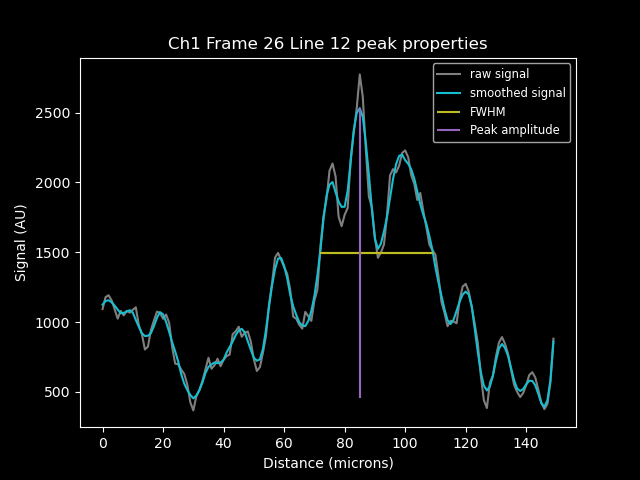 Ch1 Frame 26 Line 12 peak properties
raw signal
smoothed signal
FWHM
Peak amplitude
Signal (AU)
2500
2000
1500
1000
500
0 20 40 60 80 100 120 140
Distance (microns)